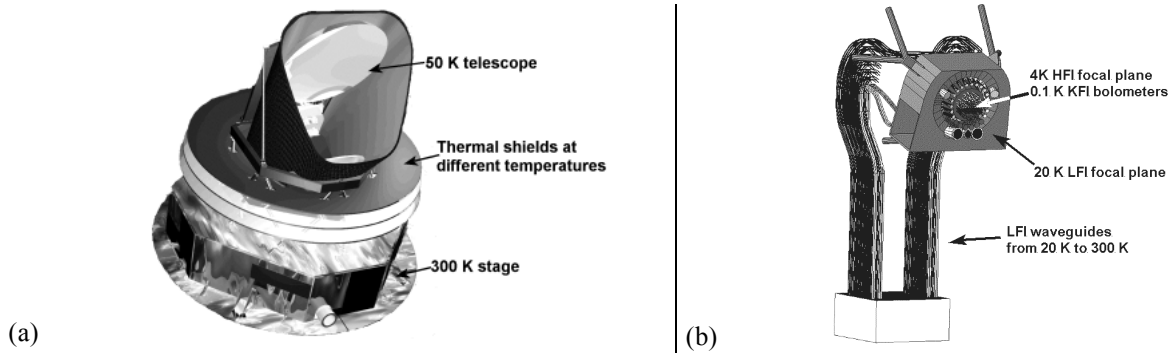 50 K telescope
Thermal shields at
different temperatures
300 K stage
(a)
4K HFI focal plane
0.1 K KFI bolometers
20 K LFI focal plane
LFI waveguides
from 20 K to 300 K
(b)